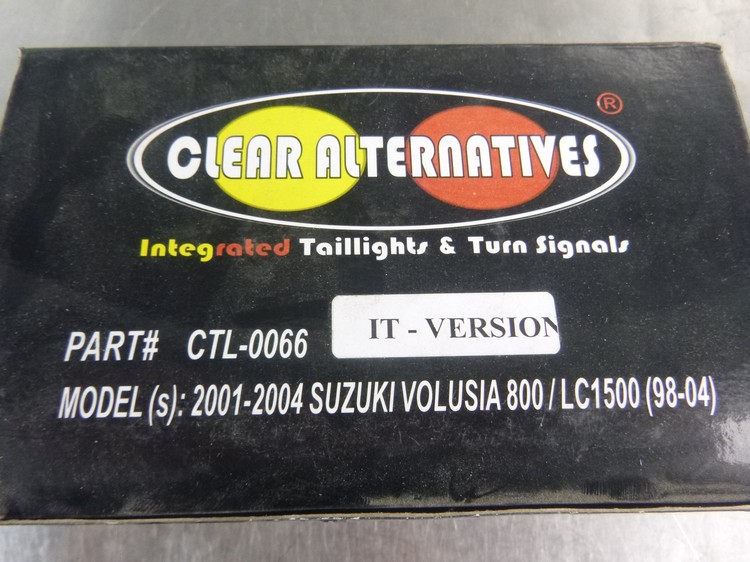 CLEAR ALTERNATIVES ®
Integrated Taillights & Turn Signals
PART# CTL-0066 IT - VERSION
MODEL (s): 2001-2004 SUZUKI VOLUSIA 800 / LC1500 (98-04)